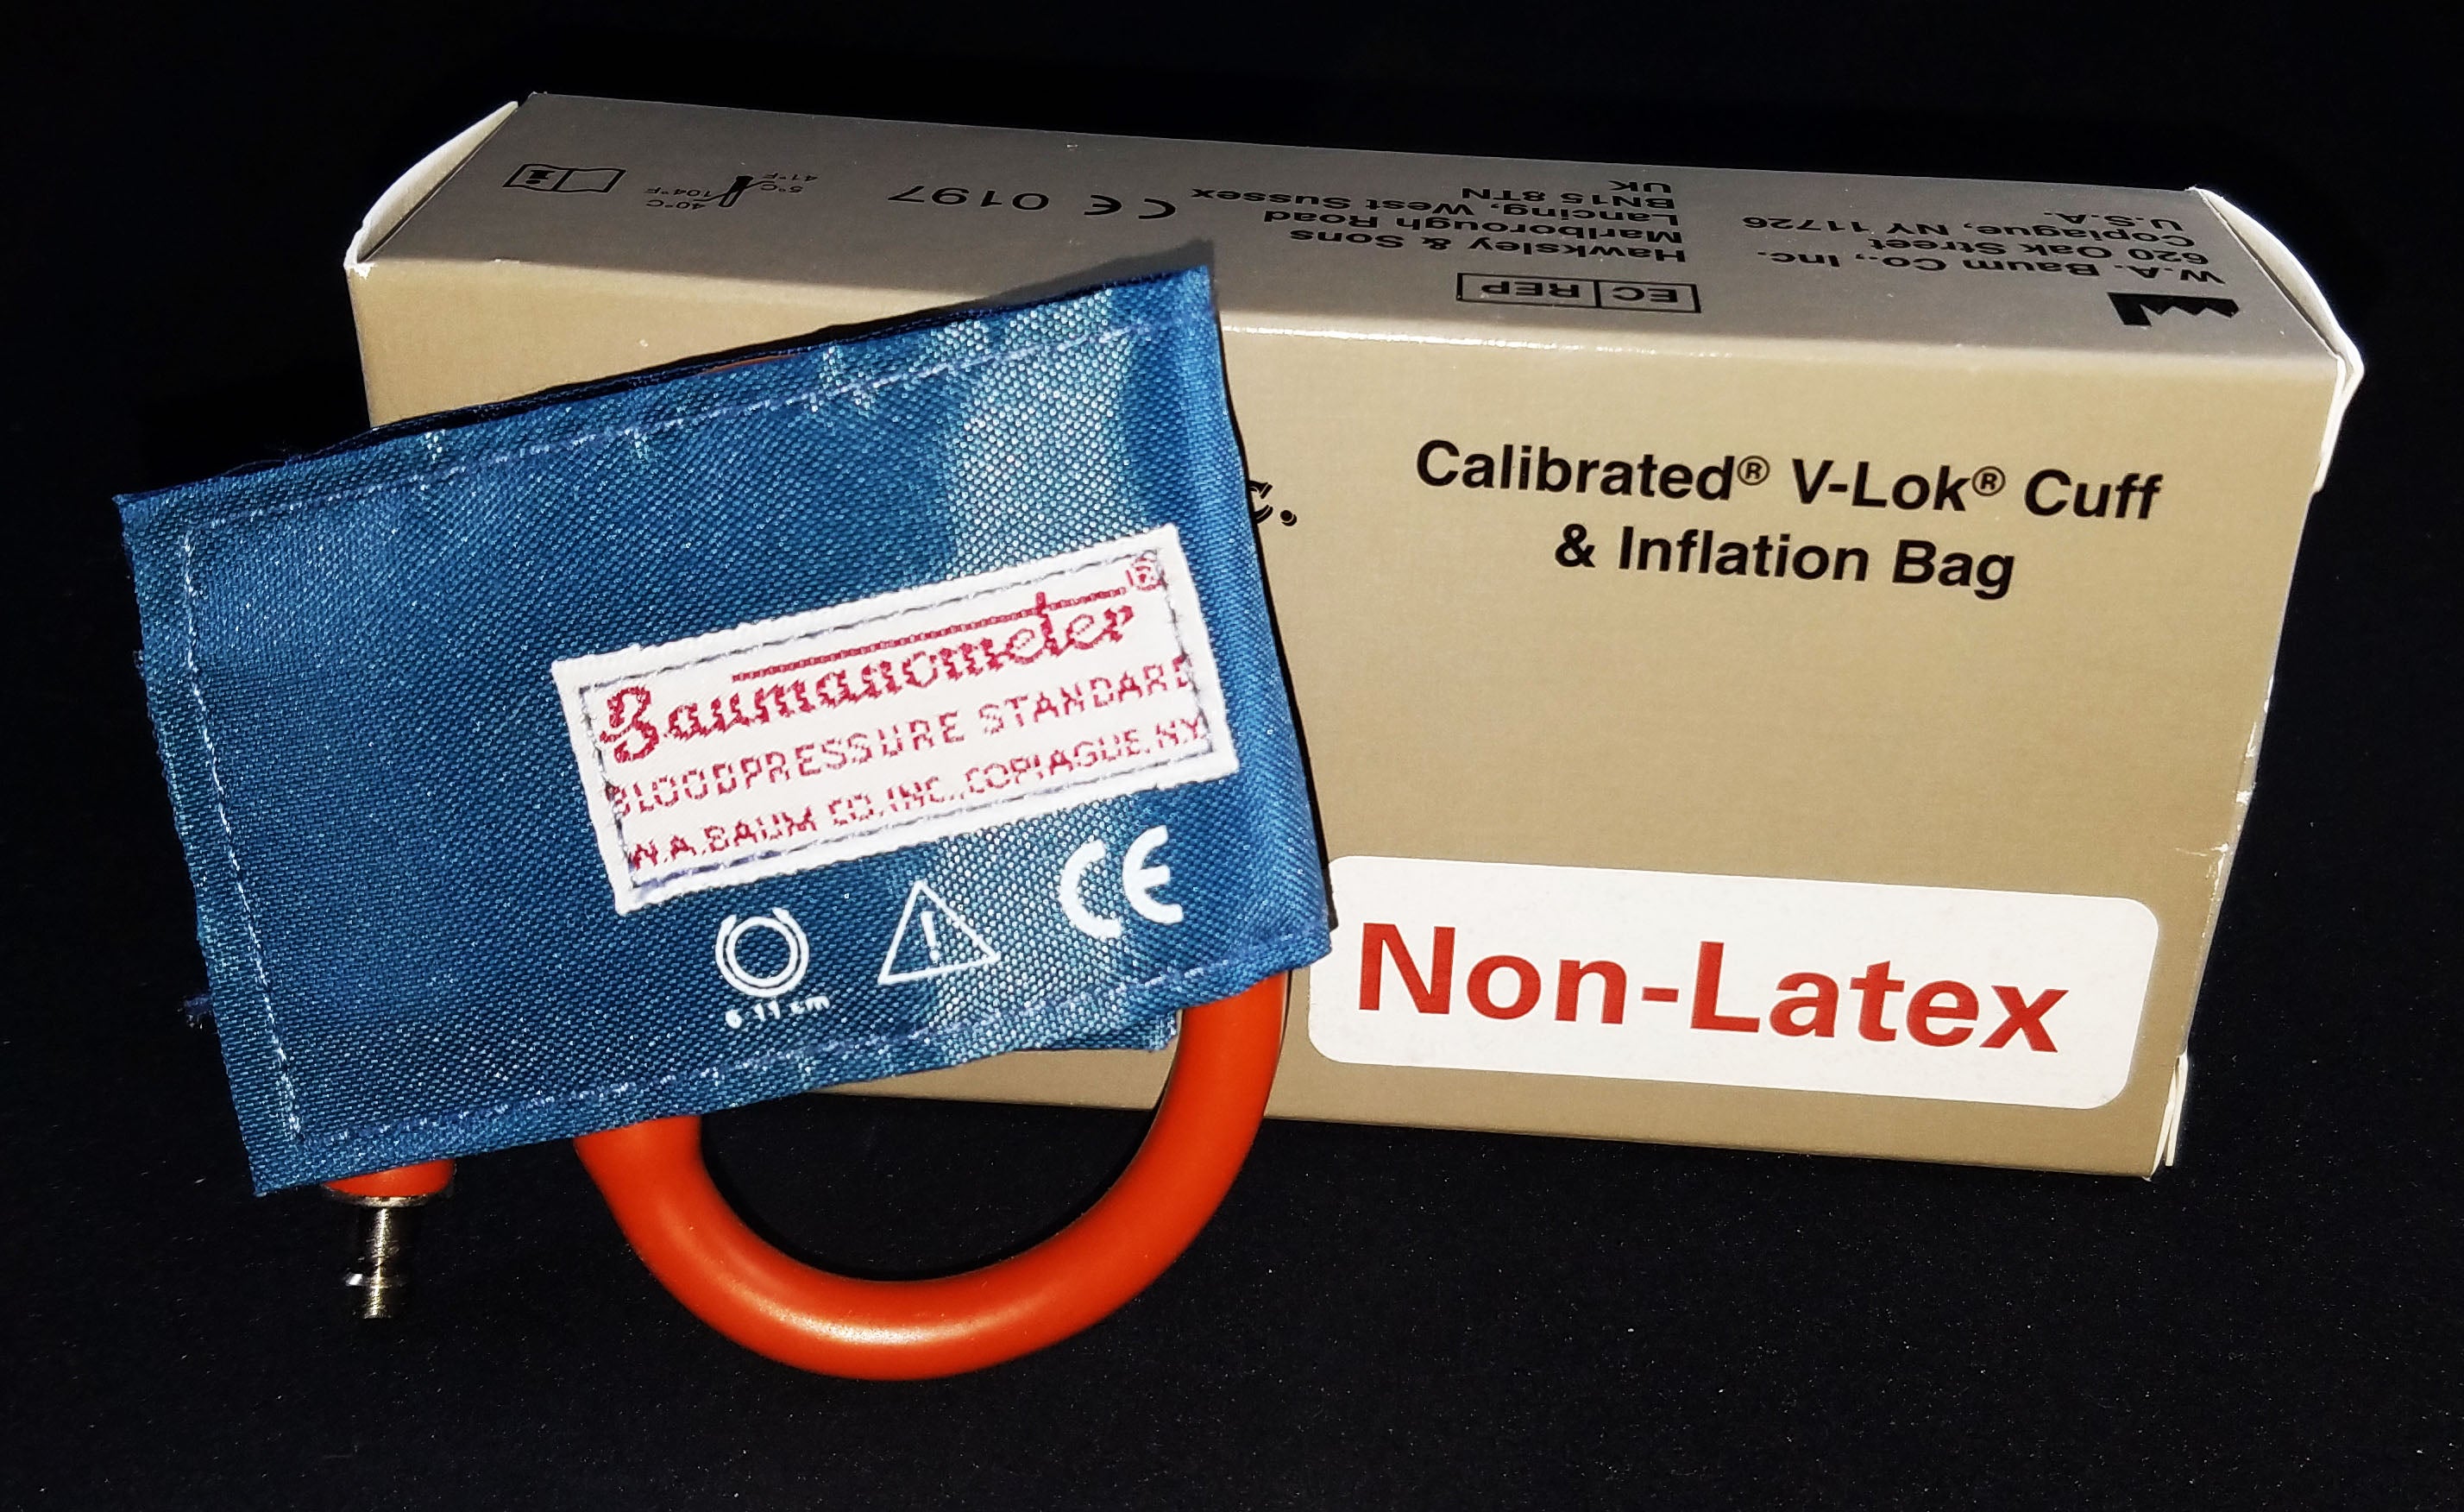 40°C
104°F
5°C
41°F
CE 0197
EC REP
Hawksley & Sons
Marlborough Road
Lancing, West Sussex
BN15 8TN
UK
W.A. Baum Co., Inc.
620 Oak Street
Copiague, NY 11726
U.S.A.
Calibrated® V-Lok® Cuff
& Inflation Bag
Non-Latex
Baumanometer®
BLOODPRESSURE STANDARD
W.A.BAUM CO.,INC.,COPIAGUE, NY
CE
11 cm